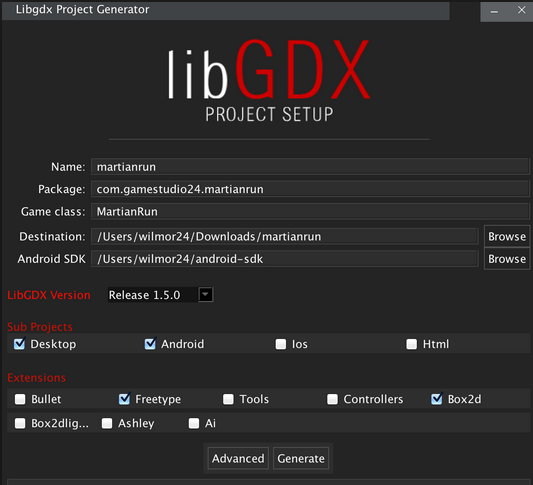 Libgdx Project Generator
libGDX
PROJECT SETUP
Name: martianrun
Package: com.gamestudio24.martianrun
Game class: MartianRun
Destination: /Users/wilmor24/Downloads/martianrun Browse
Android SDK /Users/wilmor24/android-sdk Browse
LibGDX Version Release 1.5.0
Sub Projects
Desktop Android Ios Html
Extensions
Bullet Freetype Tools Controllers Box2d
Box2dlig... Ashley Ai
Advanced Generate